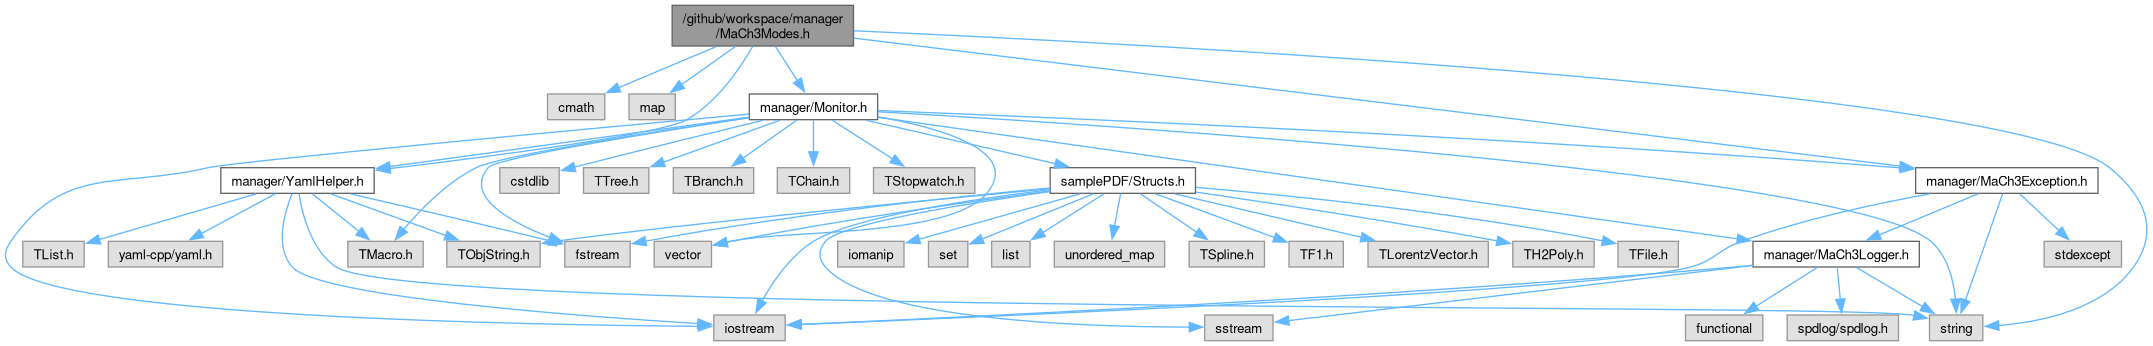 /github/workspace/manager
/MaCh3Modes.h
cmath
map
manager/Monitor.h
manager/YamlHelper.h
cstdlib
TTree.h
TBranch.h
TChain.h
TStopwatch.h
samplePDF/Structs.h
manager/MaCh3Exception.h
TList.h
yaml-cpp/yaml.h
TMacro.h
TObjString.h
fstream
vector
iomanip
set
list
unordered_map
TSpline.h
TF1.h
TLorentzVector.h
TH2Poly.h
TFile.h
manager/MaCh3Logger.h
stdexcept
iostream
sstream
functional
spdlog/spdlog.h
string